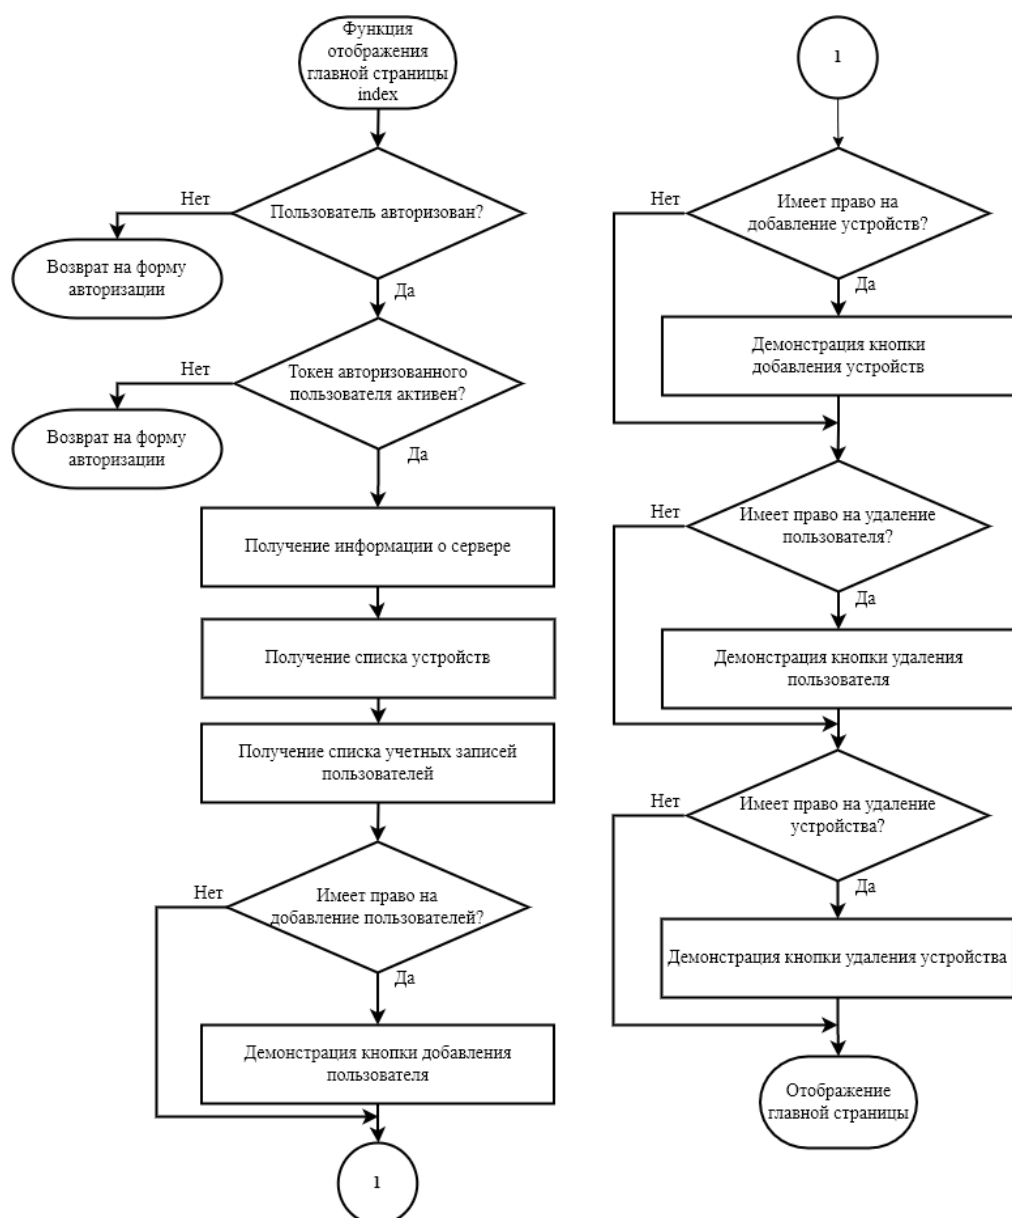 Функция
отображения
главной страницы
index
Пользователь авторизован?
Нет
Возврат на форму
авторизации
Да
Токен авторизованного
пользователя активен?
Нет
Возврат на форму
авторизации
Да
Получение информации о сервере
Получение списка устройств
Получение списка учетных записей
пользователей
Имеет право на
добавление пользователей?
Нет
Да
Демонстрация кнопки добавления
пользователя
1
1
Имеет право на
добавление устройств?
Нет
Да
Демонстрация кнопки
добавления устройств
Имеет право на удаление
пользователя?
Нет
Да
Демонстрация кнопки удаления
пользователя
Имеет право на удаление
устройства?
Нет
Да
Демонстрация кнопки удаления устройства
Отображение
главной страницы